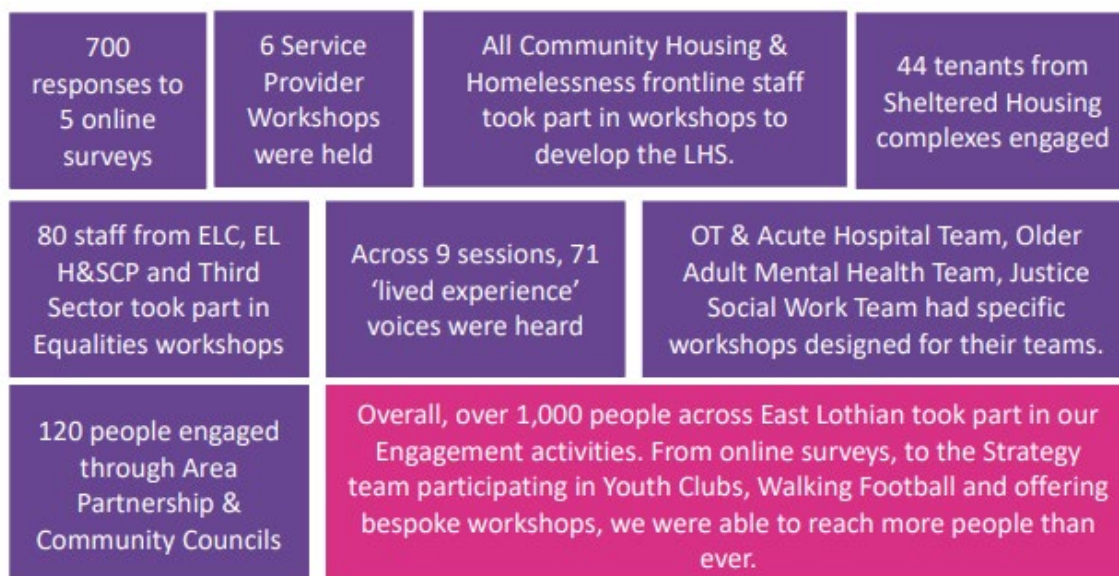 700
responses to
5 online
surveys
6 Service
Provider
Workshops
were held
All Community Housing &
Homelessness frontline staff
took part in workshops to
develop the LHS.
44 tenants from
Sheltered Housing
complexes engaged
80 staff from ELC, EL
H&SCP and Third
Sector took part in
Equalities workshops
Across 9 sessions, 71
‘lived experience’
voices were heard
OT & Acute Hospital Team, Older
Adult Mental Health Team, Justice
Social Work Team had specific
workshops designed for their teams.
120 people engaged
through Area
Partnership &
Community Councils
Overall, over 1,000 people across East Lothian took part in our
Engagement activities. From online surveys, to the Strategy
team participating in Youth Clubs, Walking Football and offering
bespoke workshops, we were able to reach more people than
ever.